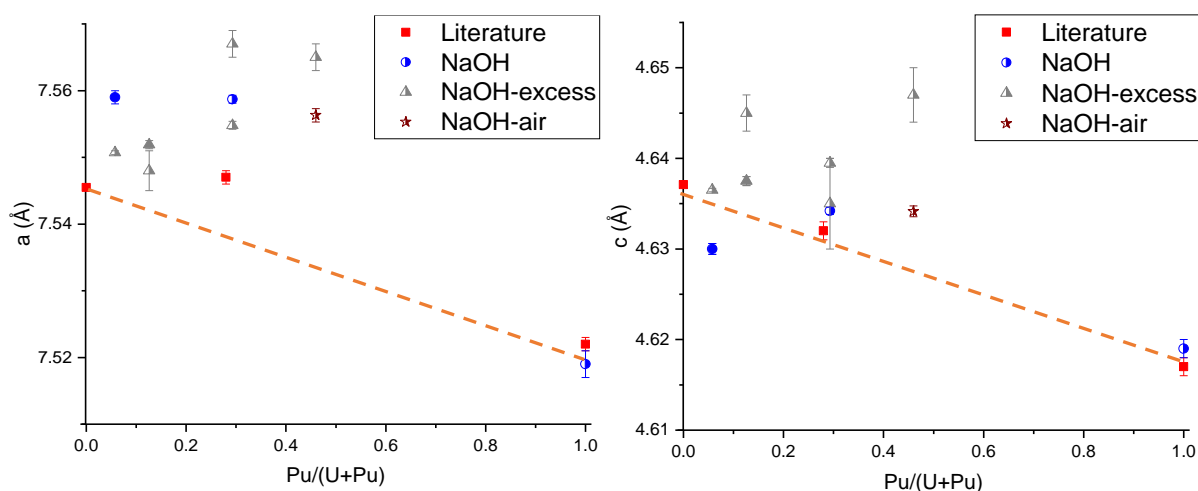 Literature
NaOH
NaOH-excess
NaOH-air
7.56
7.54
7.52
a (Å)
0.0
0.2
0.4
0.6
0.8
1.0
Pu/(U+Pu)
Literature
NaOH
NaOH-excess
NaOH-air
4.65
4.64
4.63
4.62
4.61
c (Å)
0.0
0.2
0.4
0.6
0.8
1.0
Pu/(U+Pu)